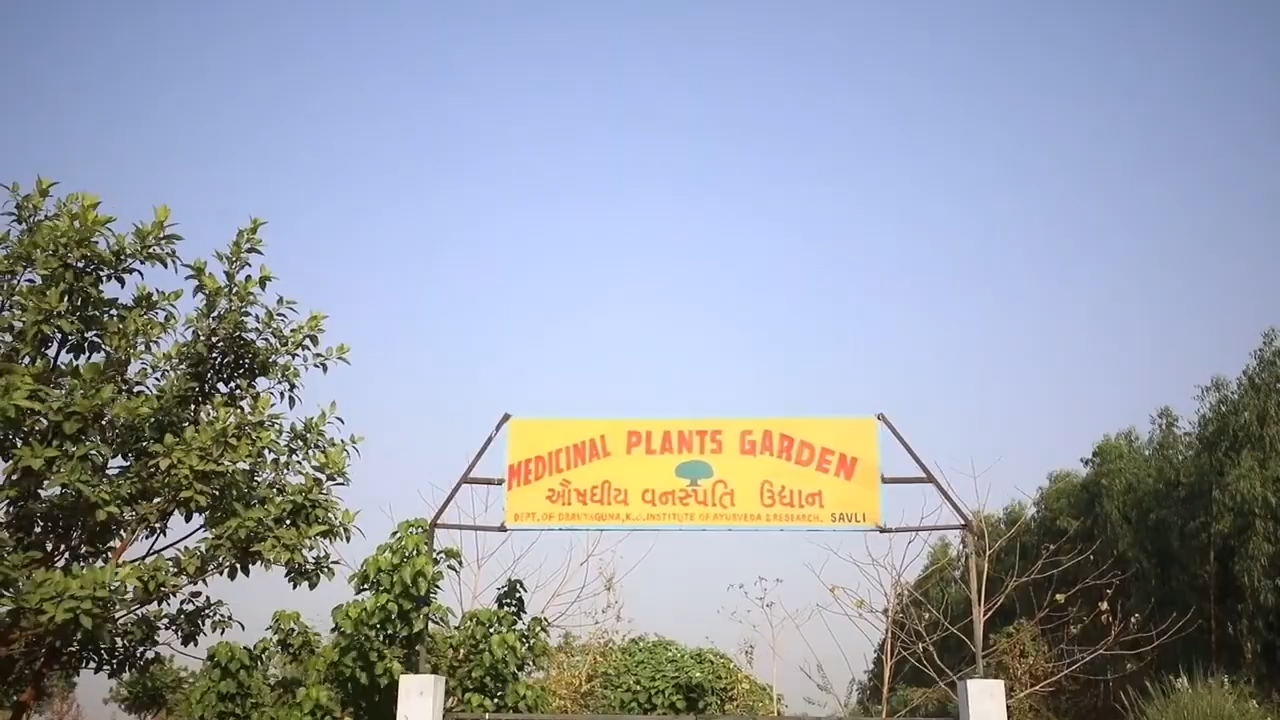 MEDICINAL PLANTS GARDEN
ઔષધીય વનસ્પતિ ઉદ્યાન
DEPT. OF DRAVYAGUNA, K.J. INSTITUTE OF AYURVEDA & RESEARCH. SAVLI